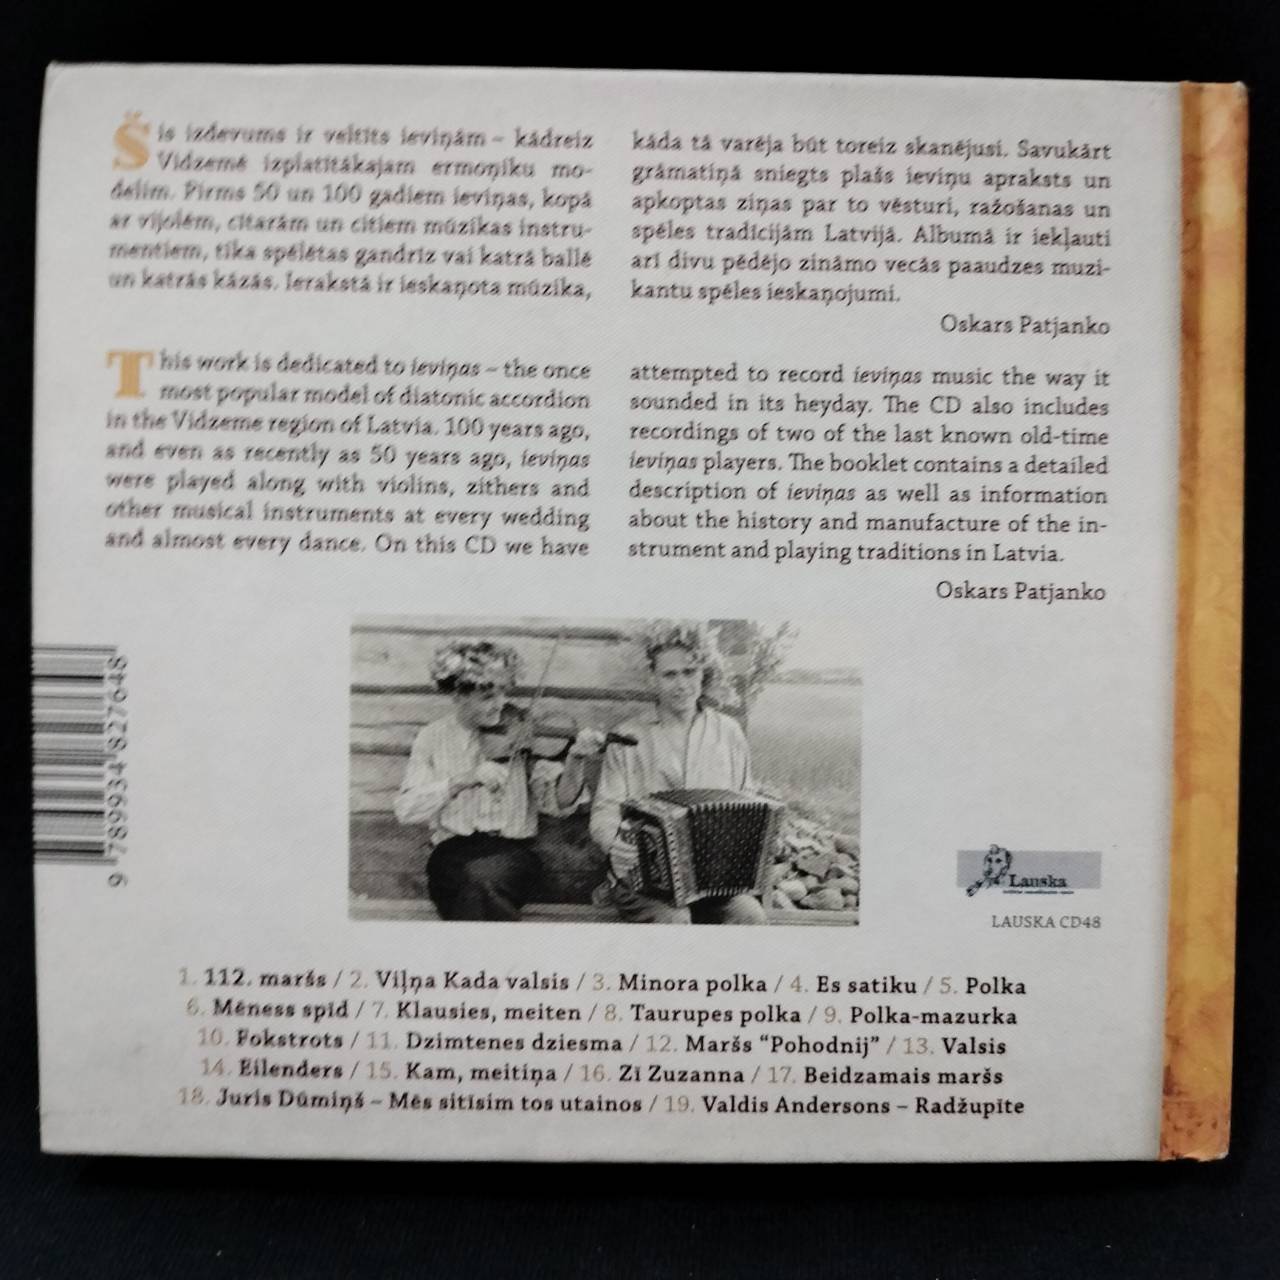 Šis izdevums ir veltīts ieviņām – kādreiz
Vidzemē izplatītākajam ermoņiku mo-
delim. Pirms 50 un 100 gadiem ieviņas, kopā
ar vijolēm, cītarām un citiem mūzikas instru-
mentiem, tika spēlētas gandrīz vai katrā ballē
un katrās kāzās. Ierakstā ir ieskaņota mūzika,
kāda tā varēja būt toreiz skanējusi. Savukārt
grāmatiņā sniegts plašs ieviņu apraksts un
apkoptas ziņas par to vēsturi, ražošanas un
spēles tradīcijām Latvijā. Albumā ir iekļauti
arī divu pēdējo zināmo vecās paaudzes muzi-
kantu spēles ieskaņojumi.
Oskars Patjanko
This work is dedicated to ieviņas – the once
most popular model of diatonic accordion
in the Vidzeme region of Latvia. 100 years ago,
and even as recently as 50 years ago, ieviņas
were played along with violins, zithers and
other musical instruments at every wedding
and almost every dance. On this CD we have
attempted to record ieviņas music the way it
sounded in its heyday. The CD also includes
recordings of two of the last known old-time
ieviņas players. The booklet contains a detailed
description of ieviņas as well as information
about the history and manufacture of the in-
strument and playing traditions in Latvia.
Oskars Patjanko
9 789934 827648
Lauska
LAUSKA CD48
1. 112. maršs / 2. Viļņa Kada valsis / 3. Minora polka / 4. Es satiku / 5. Polka
6. Mēness spīd / 7. Klausies, meiten / 8. Taurupes polka / 9. Polka-mazurka
10. Fokstrots / 11. Dzimtenes dziesma / 12. Maršs “Pohodnij” / 13. Valsis
14. Eilenders / 15. Kam, meitiņa / 16. Zī Zuzanna / 17. Beidzamais maršs
18. Juris Dūmiņš – Mēs sitīsim tos utainos / 19. Valdis Andersons – Radžupīte